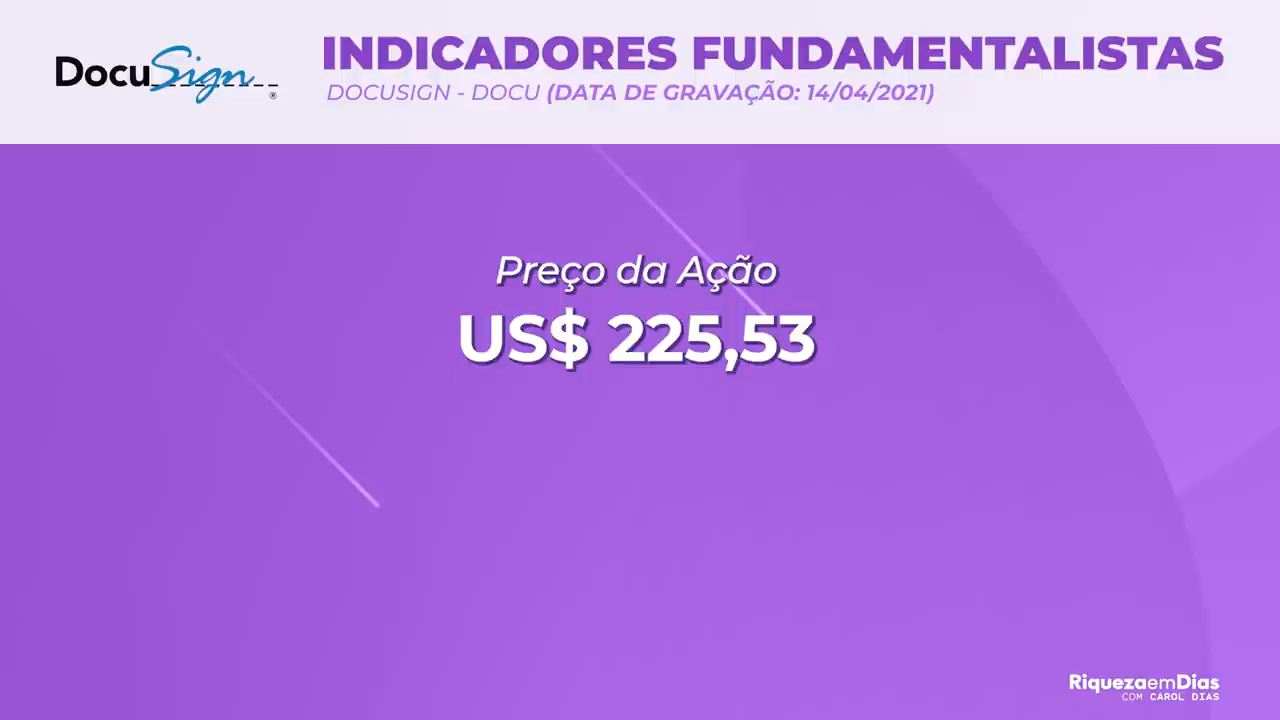 DocuSign®
INDICADORES FUNDAMENTALISTAS
DOCUSIGN - DOCU (DATA DE GRAVAÇÃO: 14/04/2021)
Preço da Ação
US$ 225,53
RiquezaemDias
COM CAROL DIAS